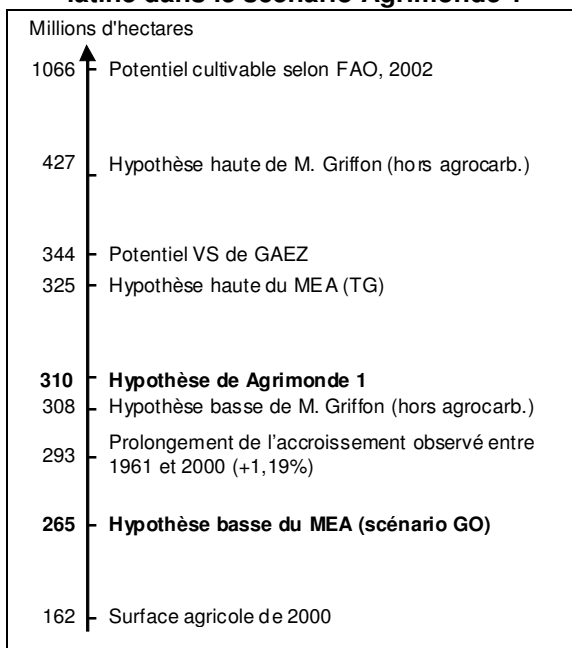 latine dans le scénario Agrimonde 1
Millions d'hectares
1066 Potentiel cultivable selon FAO, 2002
427 Hypothèse haute de M. Griffon (hors agrocarb.)
344 Potentiel VS de GAEZ
325 Hypothèse haute du MEA (TG)
310 Hypothèse de Agrimonde 1
308 Hypothèse basse de M. Griffon (hors agrocarb.)
Prolongement de l'accroissement observé entre
293 1961 et 2000 (+1,19%)
265 Hypothèse basse du MEA (scénario GO)
162 Surface agricole de 2000